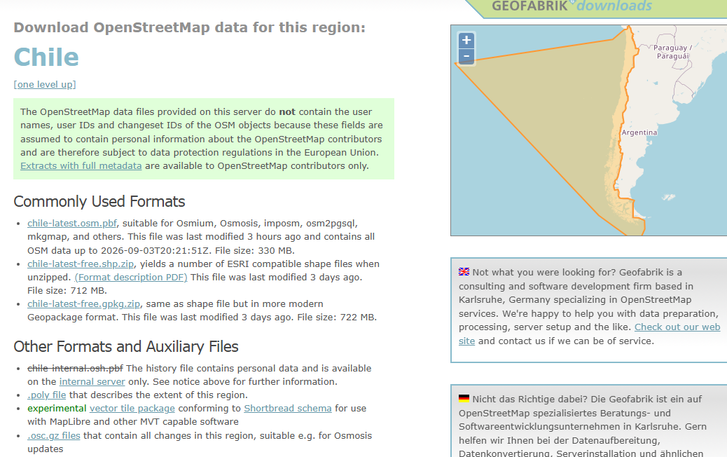 GEOFABRIK downloads
Download OpenStreetMap data for this region:
Chile
[one level up]
The OpenStreetMap data files provided on this server do not contain the user
names, user IDs and changeset IDs of the OSM objects because these fields are
assumed to contain personal information about the OpenStreetMap contributors
and are therefore subject to data protection regulations in the European Union.
Extracts with full metadata are available to OpenStreetMap contributors only.
Commonly Used Formats
• chile-latest.osm.pbf, suitable for Osmium, Osmosis, imposm, osm2pgsql,
mkgmap, and others. This file was last modified 3 hours ago and contains all
OSM data up to 2026-09-03T20:21:51Z. File size: 330 MB.
• chile-latest-free.shp.zip, yields a number of ESRI compatible shape files when
unzipped. (Format description PDF) This file was last modified 3 days ago.
File size: 712 MB.
• chile-latest-free.gpkg.zip, same as shape file but in more modern
Geopackage format. This file was last modified 3 days ago. File size: 722 MB.
Other Formats and Auxiliary Files
• chile-internal.osh.pbf The history file contains personal data and is available
on the internal server only. See notice above for further information.
• .poly file that describes the extent of this region.
• experimental vector tile package conforming to Shortbread schema for use
with MapLibre and other MVT capable software
• .osc.gz files that contain all changes in this region, suitable e.g. for Osmosis
updates
+
−
Paraguay /
Paraguái
Argentina
Not what you were looking for? Geofabrik is a
consulting and software development firm based in
Karlsruhe, Germany specializing in OpenStreetMap
services. We're happy to help you with data preparation,
processing, server setup and the like. Check out our web
site and contact us if we can be of service.
Nicht das Richtige dabei? Die Geofabrik ist ein auf
OpenStreetMap spezialisiertes Beratungs- und
Softwareentwicklungsunternehmen in Karlsruhe. Gern
helfen wir Ihnen bei der Datenaufbereitung,
Datenkonvertierung, Serverinstallation und ähnlichen